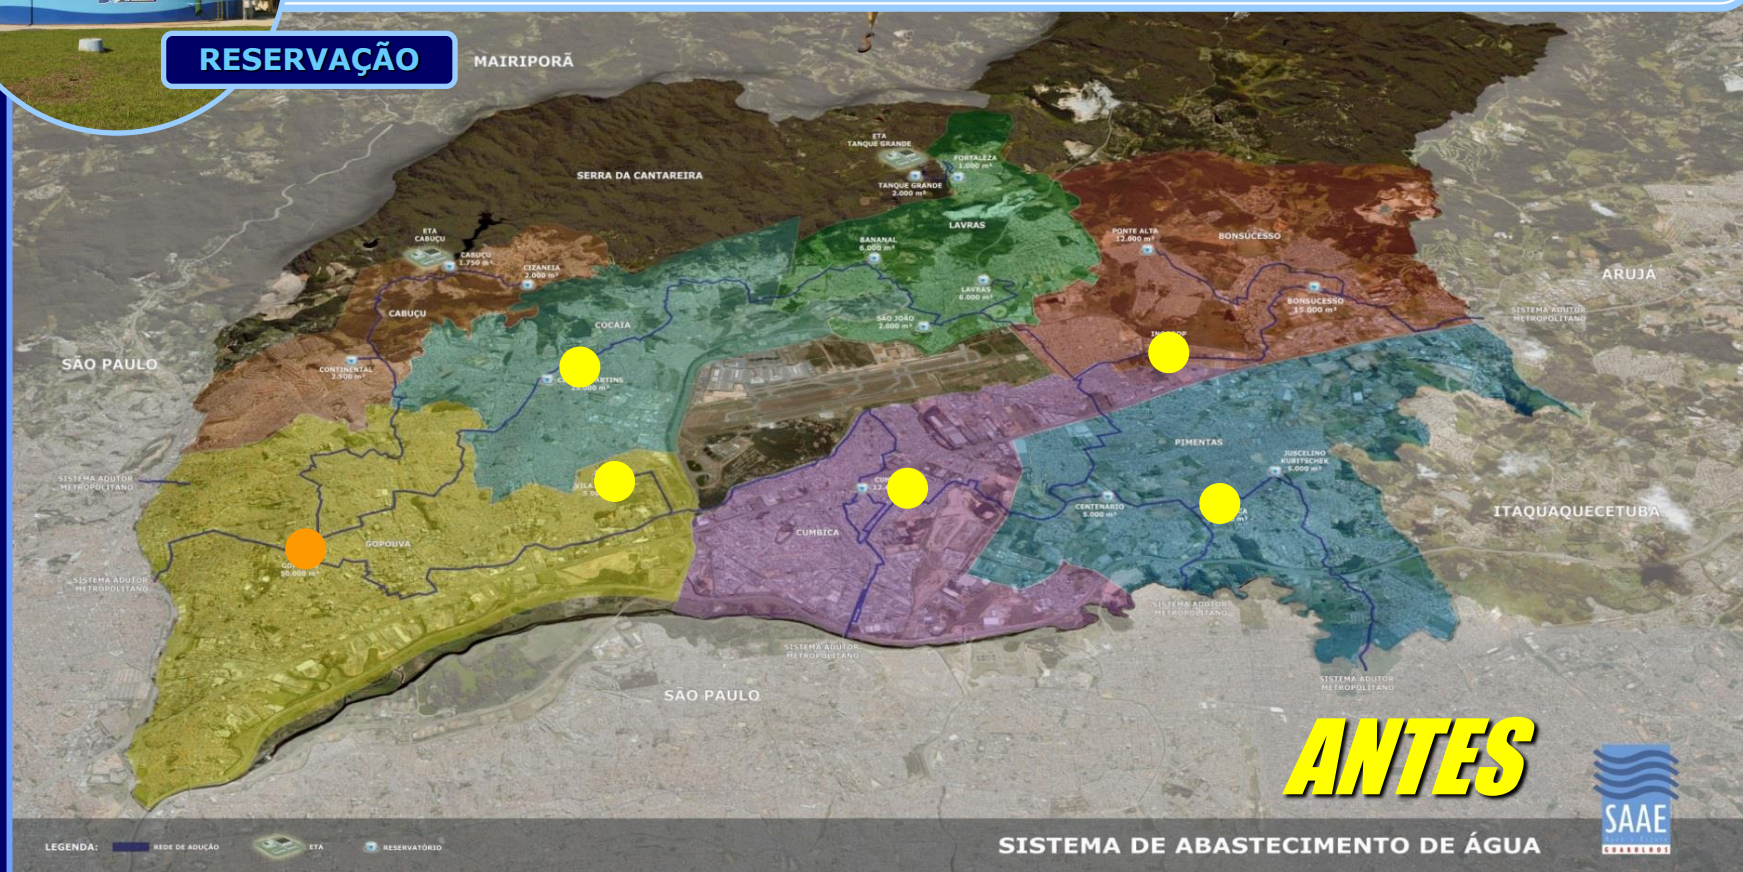 RESERVAÇÃO
MAIRIPORÃ
ETA
TANQUE GRANDE
FORTALEZA
1.000 m³
SERRA DA CANTAREIRA
TANQUE GRANDE
2.000 m³
LAVRAS
ETA
CABUÇU
CABUÇU
1.750 m³
CIZANEIA
2.000 m³
BANANAL
6.000 m³
PONTE ALTA
12.000 m³
BONSUCESSO
ARUJÁ
LAVRAS
6.000 m³
BONSUCESSO
15.000 m³
CABUÇU
COCAIA
SÃO JOÃO
2.000 m³
SISTEMA ADUTOR
METROPOLITANO
SÃO PAULO
CONTINENTAL
2.500 m³
PIMENTAS
JUSCELINO
KUBITSCHEK
5.000 m³
SISTEMA ADUTOR
METROPOLITANO
CENTENÁRIO
5.000 m³
ITAQUAQUECETUBA
CUMBICA
GOPOUVA
50.000 m³
SISTEMA ADUTOR
METROPOLITANO
SISTEMA ADUTOR
METROPOLITANO
SISTEMA ADUTOR
METROPOLITANO
SISTEMA ADUTOR
METROPOLITANO
SÃO PAULO
ANTES
SAAE
GUARULHOS
LEGENDA:
REDE DE ADUÇÃO
ETA
RESERVATÓRIO
SISTEMA DE ABASTECIMENTO DE ÁGUA